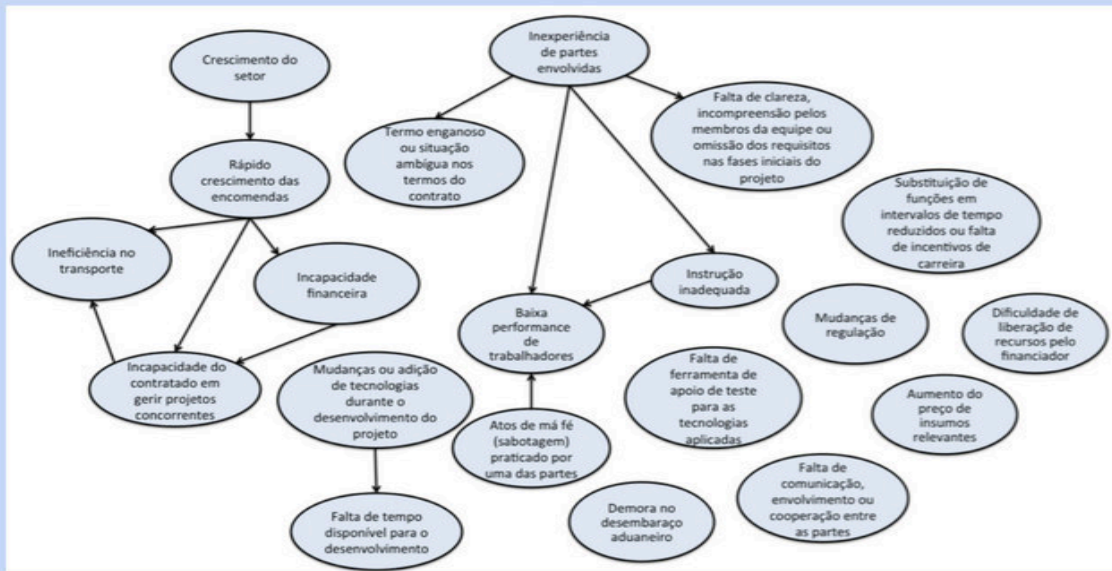 Crescimento do
setor
Inexperiência
de partes
envolvidas
Rápido
crescimento das
encomendas
Termo enganoso
ou situação
ambígua nos
termos do
contrato
Falta de clareza,
incompreensão pelos
membros da equipe ou
omissão dos requisitos
nas fases iniciais do
projeto
Substituição de
funções em
intervalos de tempo
reduzidos ou falta
de incentivos de
carreira
Ineficiência no
transporte
Incapacidade
financeira
Instrução
inadequada
Baixa
performance
de
trabalhadores
Mudanças de
regulação
Dificuldade de
liberação de
recursos pelo
financiador
Incapacidade do
contratado em
gerir projetos
concorrentes
Mudanças ou adição
de tecnologias
durante o
desenvolvimento do
projeto
Falta de
ferramenta de
apoio de teste
para as
tecnologias
aplicadas
Aumento do
preço de
insumos
relevantes
Atos de má fé
(sabotagem)
praticado por
uma das partes
Falta de
comunicação,
envolvimento ou
cooperação entre
as partes
Falta de tempo
disponível para o
desenvolvimento
Demora no
desembaraço
aduaneiro